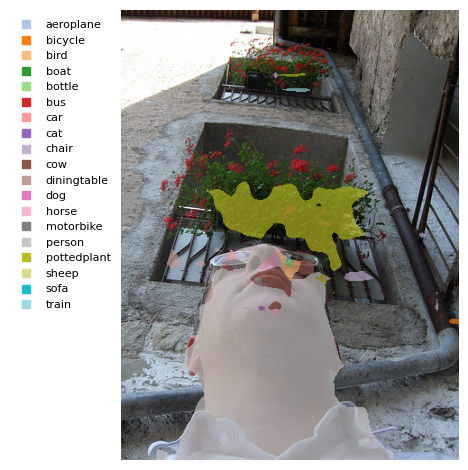 aeroplane
bicycle
bird
boat
bottle
bus
car
cat
chair
cow
diningtable
dog
horse
motorbike
person
pottedplant
sheep
sofa
train